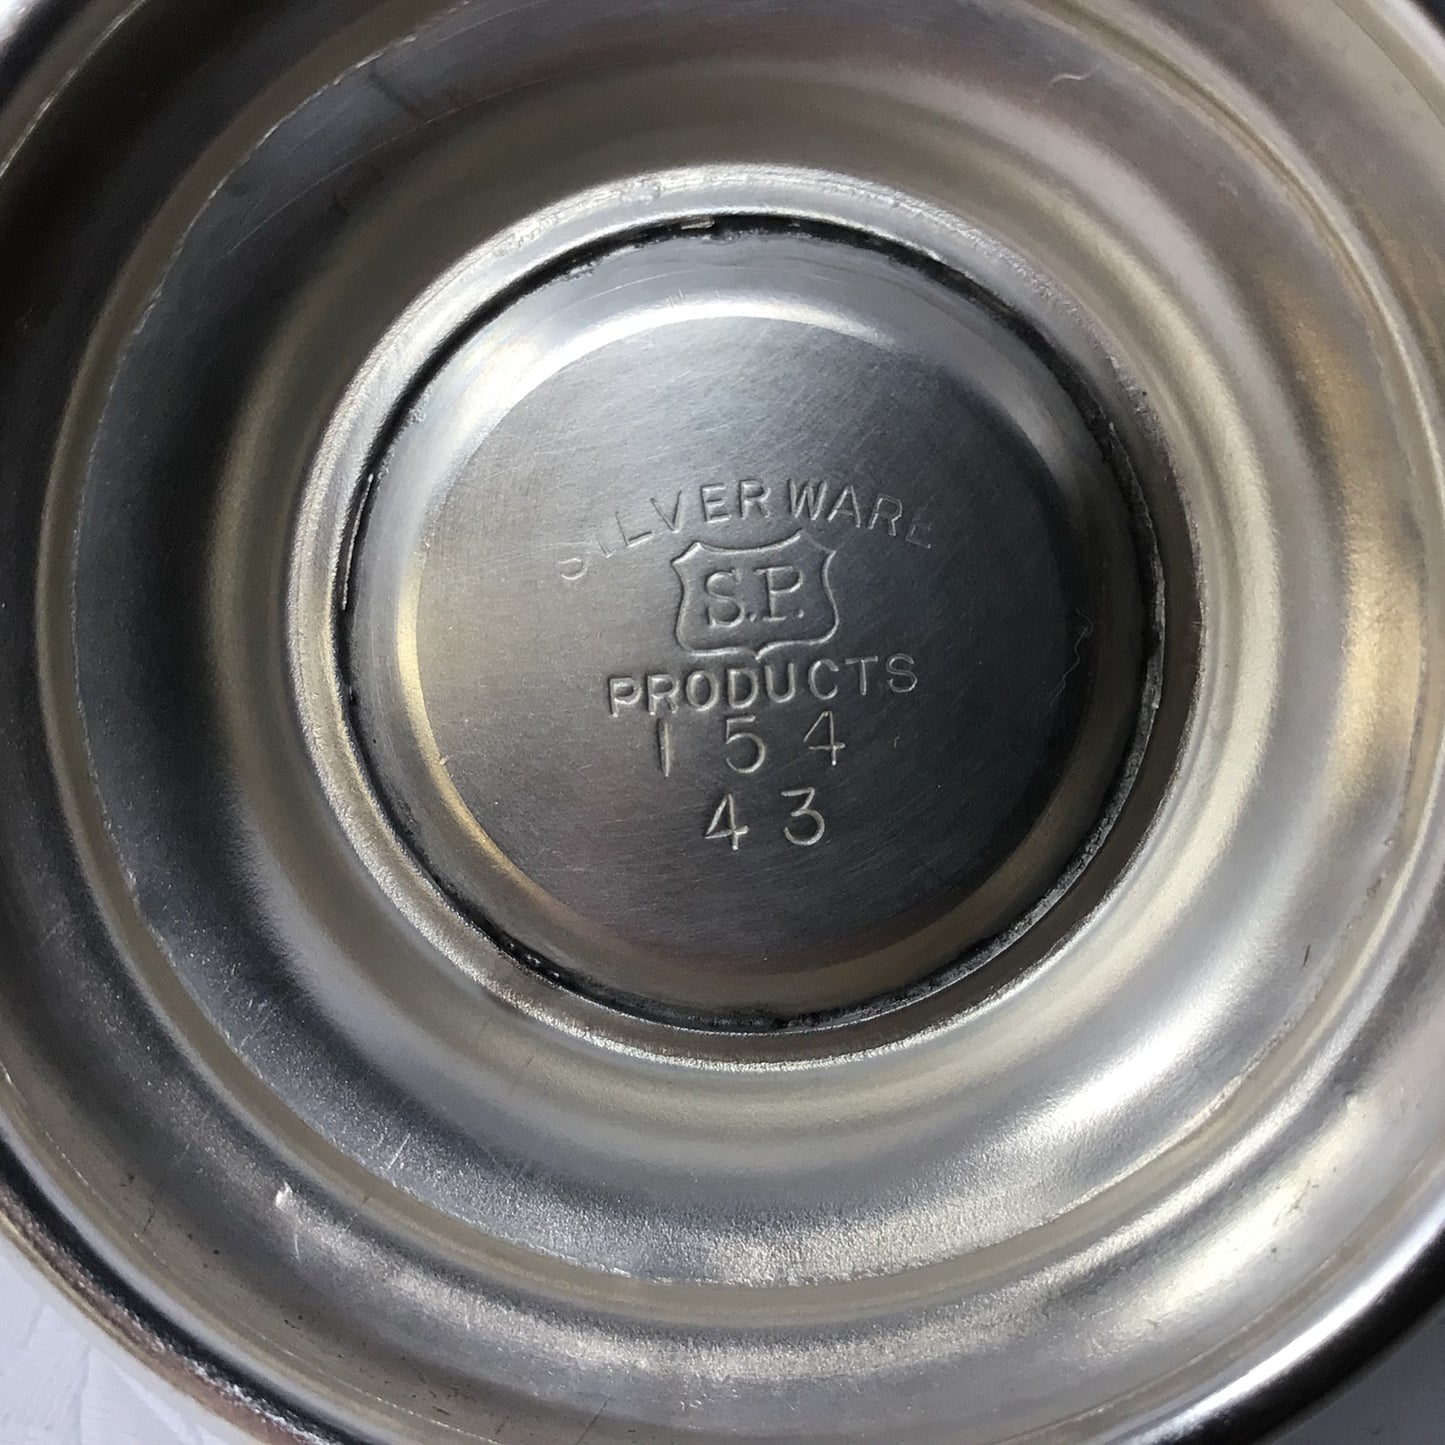 SILVERWARE
S.P.
PRODUCTS
154
43